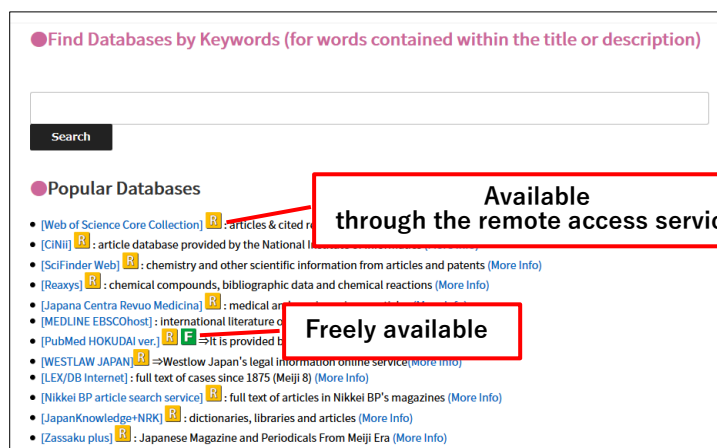 ●Find Databases by Keywords (for words contained within the title or description)
Search
●Popular Databases
Available
through the remote access servic
• [Web of Science Core Collection] R : articles & cited
• [CiNii] R : article database provided by the National
• [SciFinder Web] R : chemistry and other scientific information from articles and patents (More Info)
• [Reaxys] R : chemical compounds, bibliographic data and chemical reactions (More Info)
• [Japana Centra Revuo Medicina] R : medical
• [MEDLINE EBSCOhost] : international literature
Freely available
• [PubMed HOKUDAI ver.] R F ⇒It is provided
• [WESTLAW JAPAN] R ⇒Westlow Japan's legal information online service(More Info)
• [LEX/DB Internet] : full text of cases since 1875 (Meiji 8) (More Info)
• [Nikkei BP article search service] R : full text of articles in Nikkei BP's magazines (More Info)
• [JapanKnowledge+NRK] R : dictionaries, libraries and articles (More Info)
• [Zassaku plus] R : Japanese Magazine and Periodicals From Meiji Era (More Info)